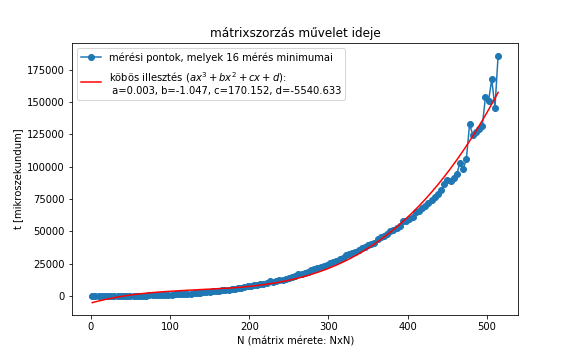 mátrixszorzás művelet ideje
mérési pontok, melyek 16 mérés minimumai
köbös illesztés (ax³ + bx² + cx + d):
a=0.003, b=-1.047, c=170.152, d=-5540.633
175000
150000
125000
100000
75000
50000
25000
0
t [mikroszekundum]
0 100 200 300 400 500
N (mátrix mérete: NxN)